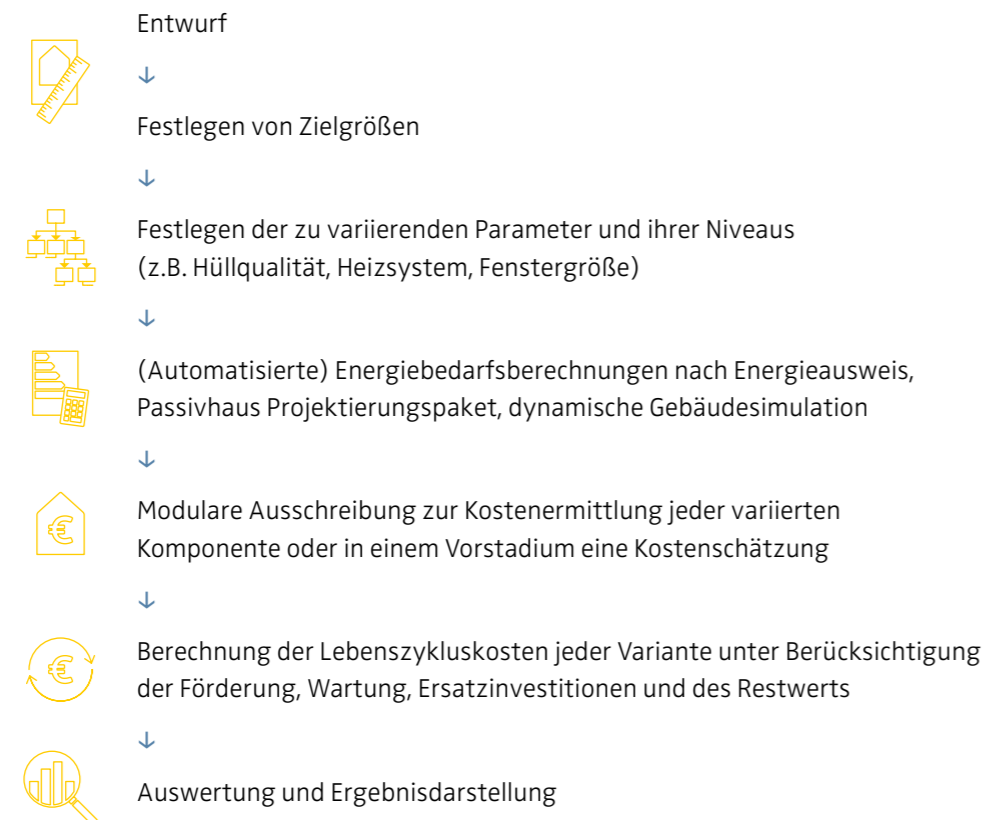 Entwurf
↓
Festlegen von Zielgrößen
↓
Festlegen der zu variierenden Parameter und ihrer Niveaus
(z.B. Hüllqualität, Heizsystem, Fenstergröße)
↓
(Automatisierte) Energiebedarfsberechnungen nach Energieausweis,
Passivhaus Projektierungspaket, dynamische Gebäudesimulation
↓
€
Modulare Ausschreibung zur Kostenermittlung jeder variierten
Komponente oder in einem Vorstadium eine Kostenschätzung
↓
€
Berechnung der Lebenszykluskosten jeder Variante unter Berücksichtigung
der Förderung, Wartung, Ersatzinvestitionen und des Restwerts
↓
Auswertung und Ergebnisdarstellung